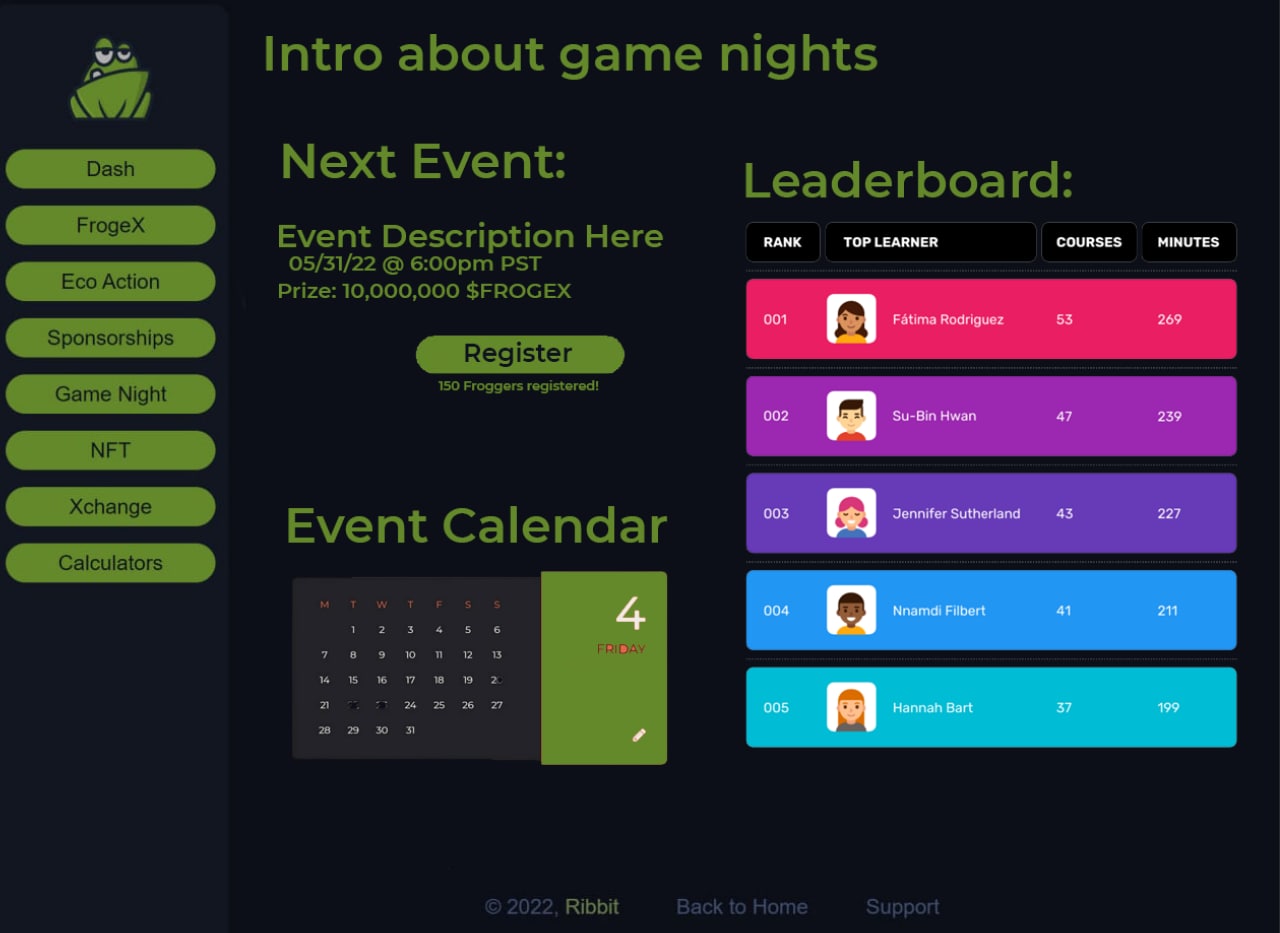 Dash
FrogeX
Eco Action
Sponsorships
Game Night
NFT
Xchange
Calculators
Intro about game nights
Next Event:
Event Description Here
05/31/22 @ 6:00pm PST
Prize: 10,000,000 $FROGEX
Register
150 Froggers registered!
Event Calendar
M T W T F S S
1 2 3 4 5 6
7 8 9 10 11 12 13
14 15 16 17 18 19
21 24 25 26 27
28 29 30 31
4
FRIDAY
Leaderboard:
RANK TOP LEARNER COURSES MINUTES
001 Fátima Rodriguez 53 269
002 Su-Bin Hwan 47 239
003 Jennifer Sutherland 43 227
004 Nnamdi Filbert 41 211
005 Hannah Bart 37 199
© 2022, Ribbit Back to Home Support